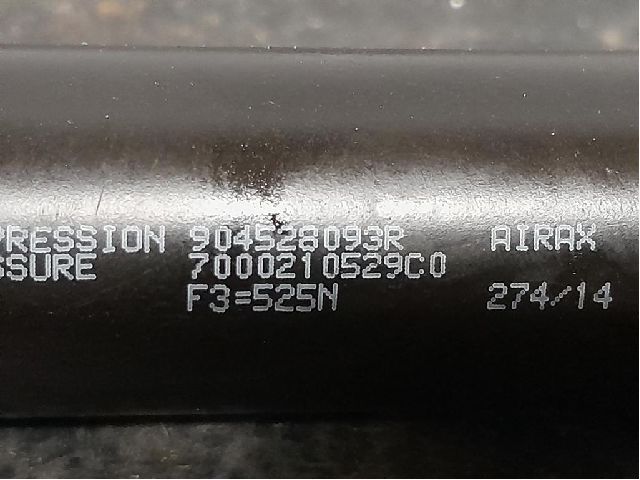 PRESSION 904528093R AIRAX
SSURE 7000210529C0
F3=525N 274/14